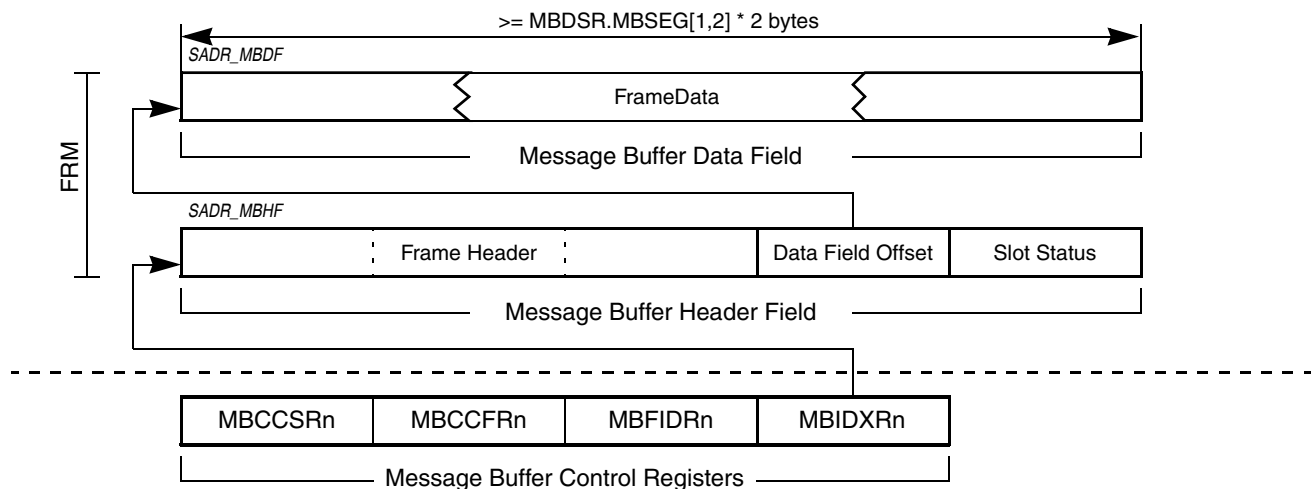 >= MBDSR.MBSEG[1,2] * 2 bytes
SADR_MBDF
FrameData
Message Buffer Data Field
FRM
SADR_MBHF
Frame Header Data Field Offset Slot Status
Message Buffer Header Field
MBCCSRn MBCCFRn MBFIDRn MBIDXRn
Message Buffer Control Registers